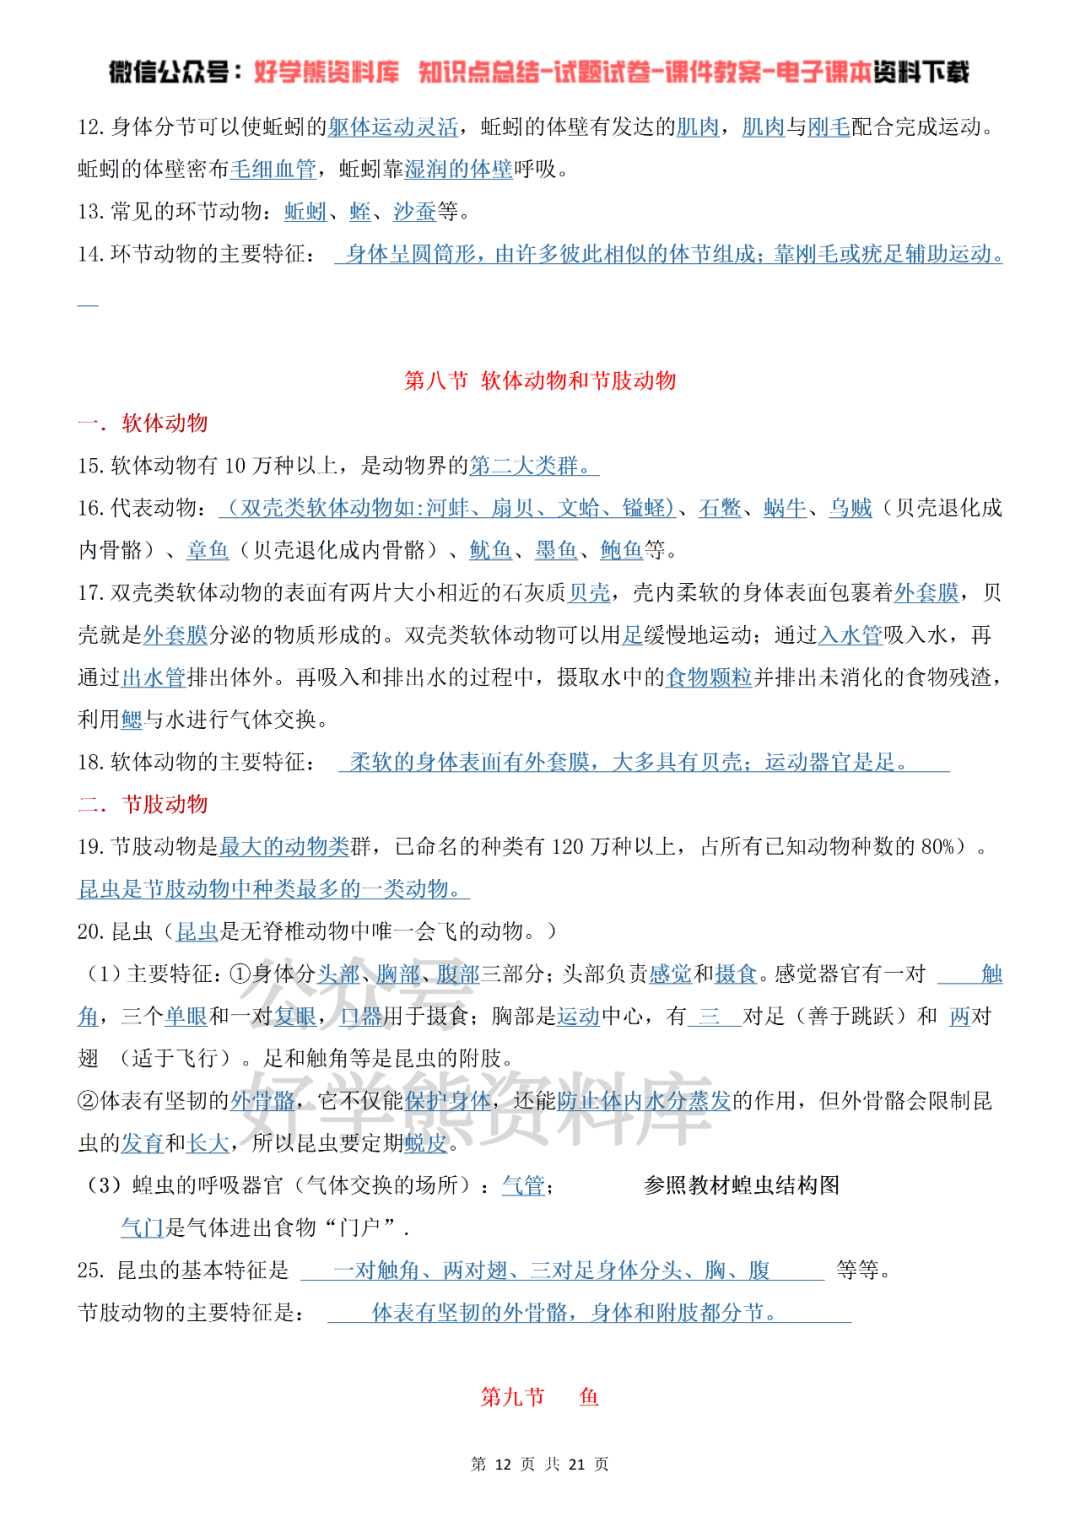 微信公众号：好学熊资料库 知识点总结-试题试卷-课件教案-电子课本资料下载
12.身体分节可以使蚯蚓的躯体运动灵活，蚯蚓的体壁有发达的肌肉，肌肉与刚毛配合完成运动。
蚯蚓的体壁密布毛细血管，蚯蚓靠湿润的体壁呼吸。
13.常见的环节动物：蚯蚓、蛭、沙蚕等。
14.环节动物的主要特征： 身体呈圆筒形，由许多彼此相似的体节组成；靠刚毛或疣足辅助运动。
第八节 软体动物和节肢动物
一．软体动物
15.软体动物有 10 万种以上，是动物界的第二大类群。
16.代表动物：（双壳类软体动物如:河蚌、扇贝、文蛤、镒蛏)、石鳖、蜗牛、乌贼（贝壳退化成
内骨骼）、章鱼（贝壳退化成内骨骼）、鱿鱼、墨鱼、鲍鱼等。
17.双壳类软体动物的表面有两片大小相近的石灰质贝壳，壳内柔软的身体表面包裹着外套膜，贝
壳就是外套膜分泌的物质形成的。双壳类软体动物可以用足缓慢地运动；通过入水管吸入水，再
通过出水管排出体外。再吸入和排出水的过程中，摄取水中的食物颗粒并排出未消化的食物残渣，
利用鳃与水进行气体交换。
18.软体动物的主要特征： 柔软的身体表面有外套膜，大多具有贝壳；运动器官是足。
二．节肢动物
19.节肢动物是最大的动物类群，已命名的种类有 120 万种以上，占所有已知动物种数的 80%）。
昆虫是节肢动物中种类最多的一类动物。
20.昆虫（昆虫是无脊椎动物中唯一会飞的动物。）
（1）主要特征：①身体分头部、胸部、腹部三部分；头部负责感觉和摄食。感觉器官有一对 触
角，三个单眼和一对复眼，口器用于摄食；胸部是运动中心，有 三 对足（善于跳跃）和 两对
翅 （适于飞行）。足和触角等是昆虫的附肢。
②体表有坚韧的外骨骼，它不仅能保护身体，还能防止体内水分蒸发的作用，但外骨骼会限制昆
虫的发育和长大，所以昆虫要定期蜕皮。
（3）蝗虫的呼吸器官（气体交换的场所）：气管； 参照教材蝗虫结构图
气门是气体进出食物“门户”.
25. 昆虫的基本特征是 一对触角、两对翅、三对足身体分头、胸、腹 等等。
节肢动物的主要特征是： 体表有坚韧的外骨骼，身体和附肢都分节。
第九节 鱼
公众号
好学熊资料库
第 12 页 共 21 页